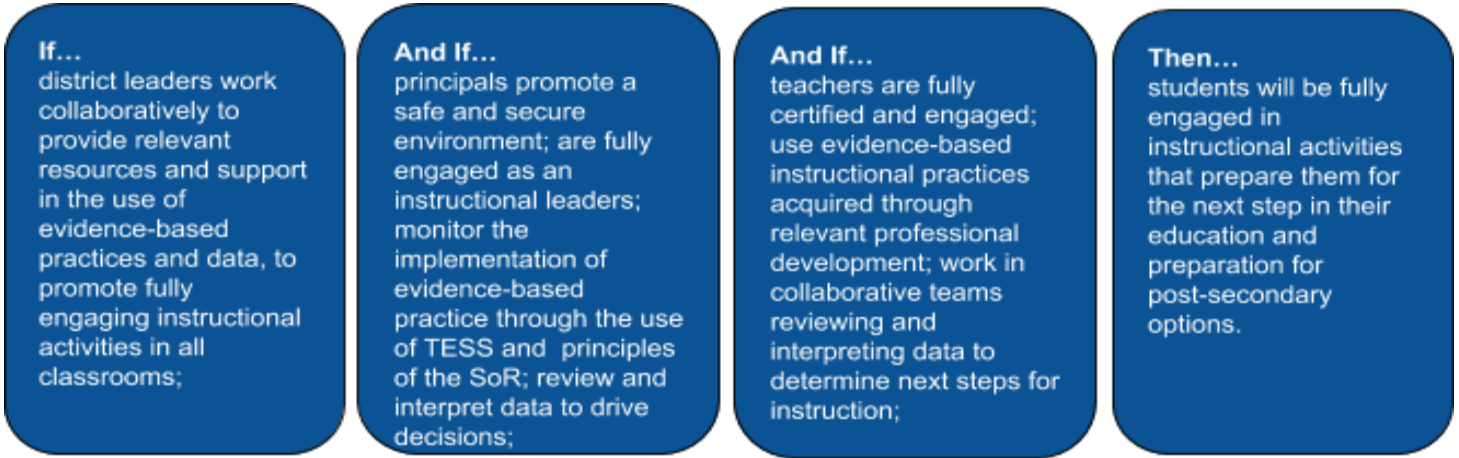 If...
district leaders work
collaboratively to
provide relevant
resources and support
in the use of
evidence-based
practices and data, to
promote fully
engaging instructional
activities in all
classrooms;
And If...
principals promote a
safe and secure
environment; are fully
engaged as an
instructional leaders;
monitor the
implementation of
evidence-based
practice through the use
of TESS and  principles
of the SoR; review and
interpret data to drive
decisions;
And If...
teachers are fully
certified and engaged;
use evidence-based
instructional practices
acquired through
relevant professional
development; work in
collaborative teams
reviewing and
interpreting data to
determine next steps for
instruction;
Then...
students will be fully
engaged in
instructional activities
that prepare them for
the next step in their
education and
preparation for
post-secondary
options.